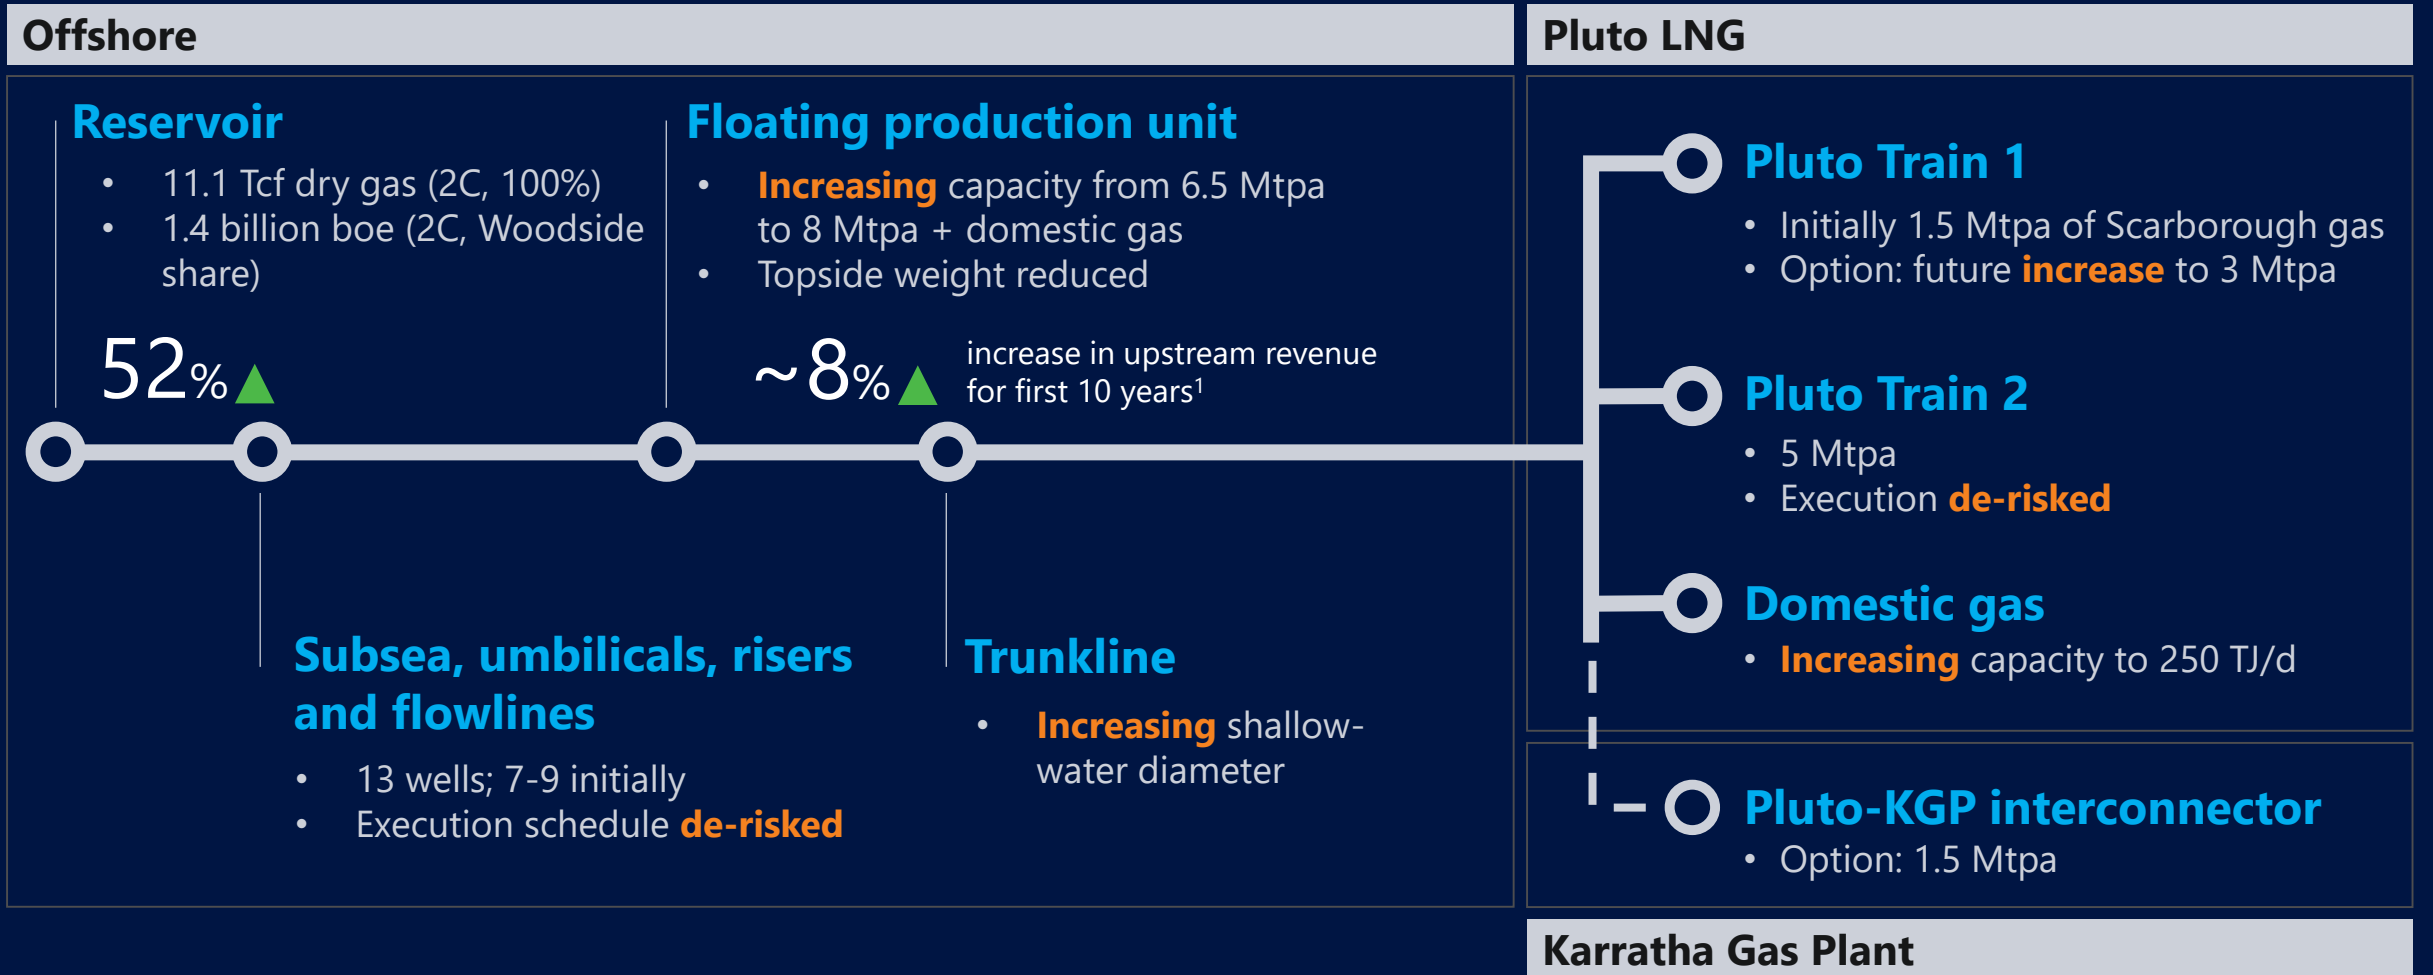 Offshore
Reservoir
• 11.1 Tcf dry gas (2C, 100%)
• 1.4 billion boe (2C, Woodside
share)
52%
Floating production unit
• Increasing capacity from 6.5 Mtpa
to 8 Mtpa + domestic gas
• Topside weight reduced
~8%
increase in upstream revenue
for first 10 years¹
Subsea, umbilicals, risers
and flowlines
• 13 wells; 7-9 initially
• Execution schedule de-risked
Trunkline
• Increasing shallow-
water diameter
Pluto LNG
Pluto Train 1
• Initially 1.5 Mtpa of Scarborough gas
• Option: future increase to 3 Mtpa
Pluto Train 2
• 5 Mtpa
• Execution de-risked
Domestic gas
• Increasing capacity to 250 TJ/d
Pluto-KGP interconnector
• Option: 1.5 Mtpa
Karratha Gas Plant